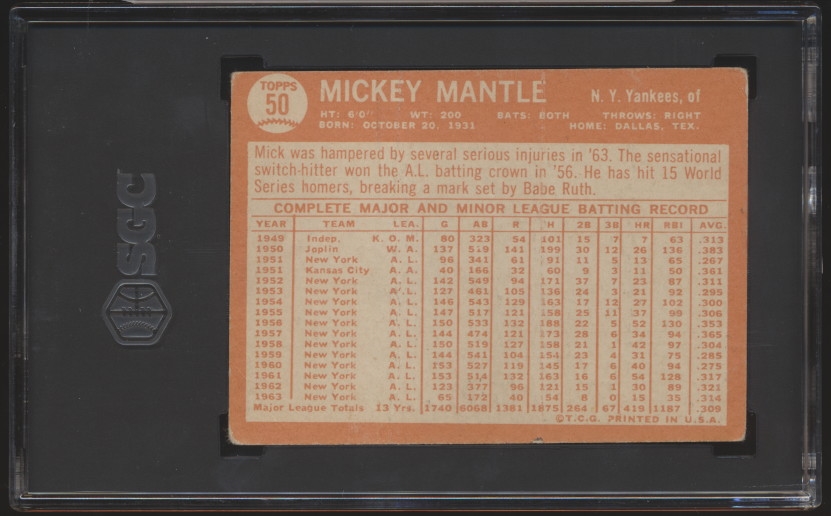 TOPPS
50
MICKEY MANTLE
N. Y. Yankees, of
HT: 6'0" WT: 200 BATS: BOTH THROWS: RIGHT
BORN: OCTOBER 20, 1931 HOME: DALLAS, TEX.
Mick was hampered by several serious injuries in '63. The sensational
switch-hitter won the A.L. batting crown in '56. He has hit 15 World
Series homers, breaking a mark set by Babe Ruth.
COMPLETE MAJOR AND MINOR LEAGUE BATTING RECORD
YEAR TEAM LEA. G AB R H 2B 3B HR RBI AVG.
1949 Indep. K. O. M. 80 323 54 101 15 7 7 63 .313
1950 Joplin W. A. 137 519 141 199 30 12 26 136 .383
1951 New York A. L. 96 341 61 91 11 5 13 65 .267
1951 Kansas City A. A. 40 166 32 60 9 3 11 50 .361
1952 New York A. L. 142 549 94 171 37 7 23 87 .311
1953 New York A. L. 127 461 105 136 24 3 21 92 .295
1954 New York A. L. 146 543 129 163 17 12 27 102 .300
1955 New York A. L. 147 517 121 158 25 11 37 99 .306
1956 New York A. L. 150 533 132 188 22 5 52 130 .353
1957 New York A. L. 144 474 121 173 28 6 34 94 .365
1958 New York A. L. 150 519 127 158 21 1 42 97 .304
1959 New York A. L. 144 541 104 154 23 4 31 75 .285
1960 New York A. L. 153 527 119 145 17 6 40 94 .275
1961 New York A. L. 153 514 132 163 16 6 54 128 .317
1962 New York A. L. 123 377 96 121 15 1 30 89 .321
1963 New York A. L. 65 172 40 54 8 0 15 35 .314
Major League Totals 13 Yrs. 1740 6068 1381 1875 264 67 419 1187 .309
©T.C.G. PRINTED IN U.S.A.
SGC